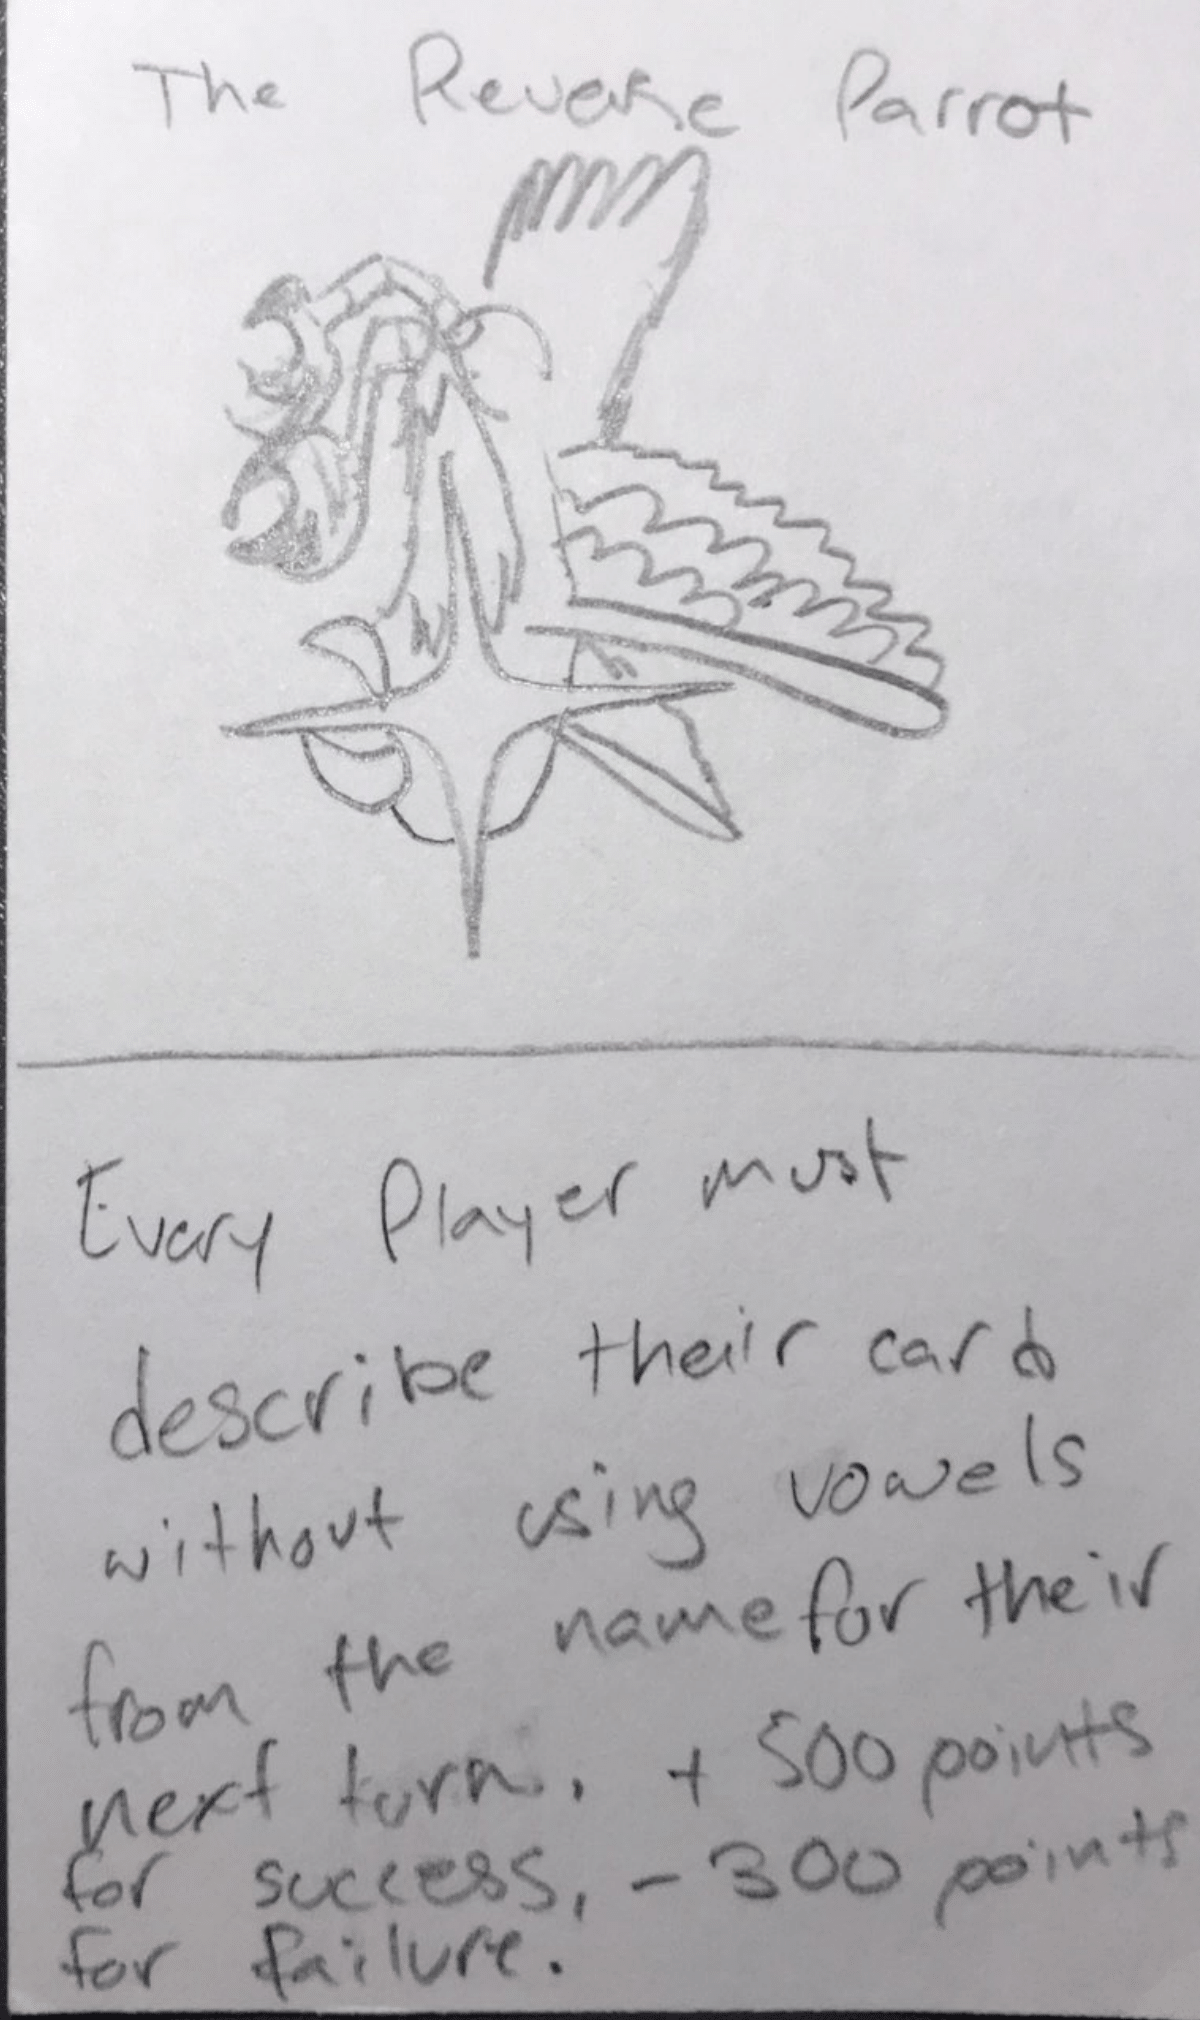 The Reverse Parrot
Every Player must
describe their card
without using vowels
from the name for their
next turn. + 500 points
for success, - 300 points
for failure.